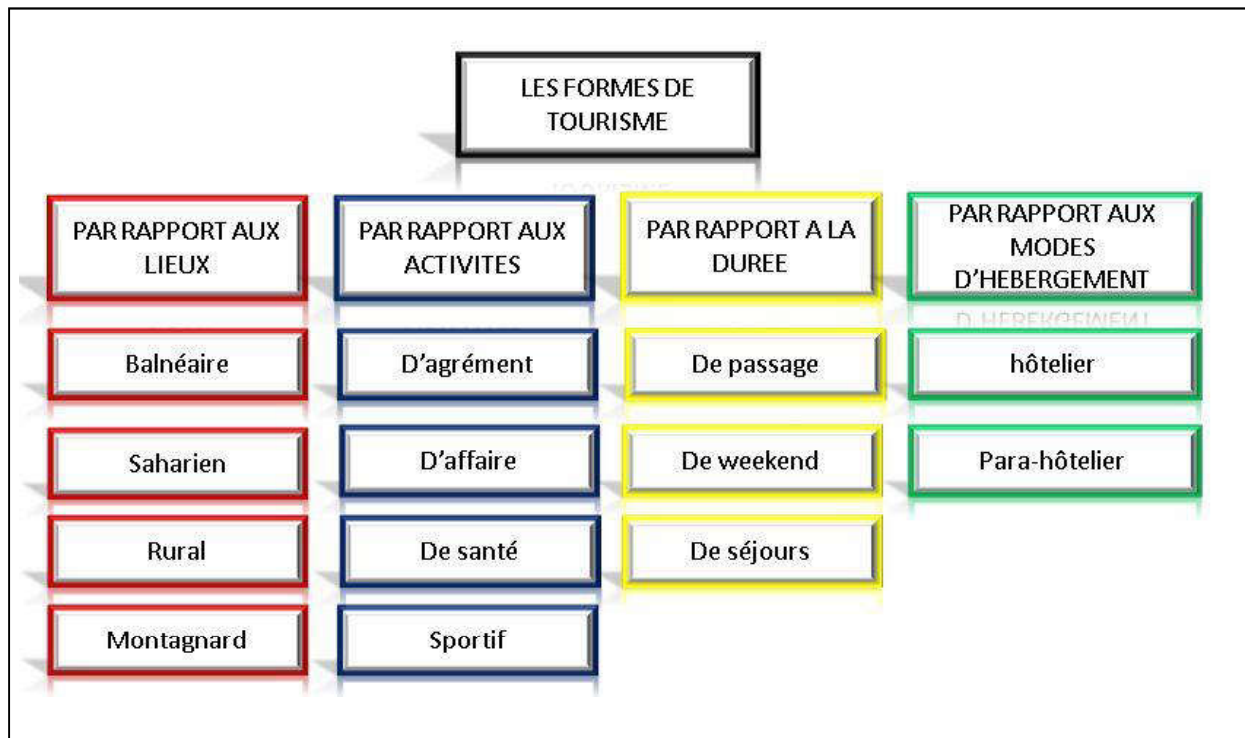 LES FORMES DE
TOURISME
PAR RAPPORT AUX
LIEUX
Balnéaire
Saharien
Rural
Montagnard
PAR RAPPORT AUX
ACTIVITES
D'agrément
D'affaire
De santé
Sportif
PAR RAPPORT A LA
DUREE
De passage
De weekend
De séjours
PAR RAPPORT AUX
MODES
D'HEBERGEMENT
hôtelier
Para-hôtelier